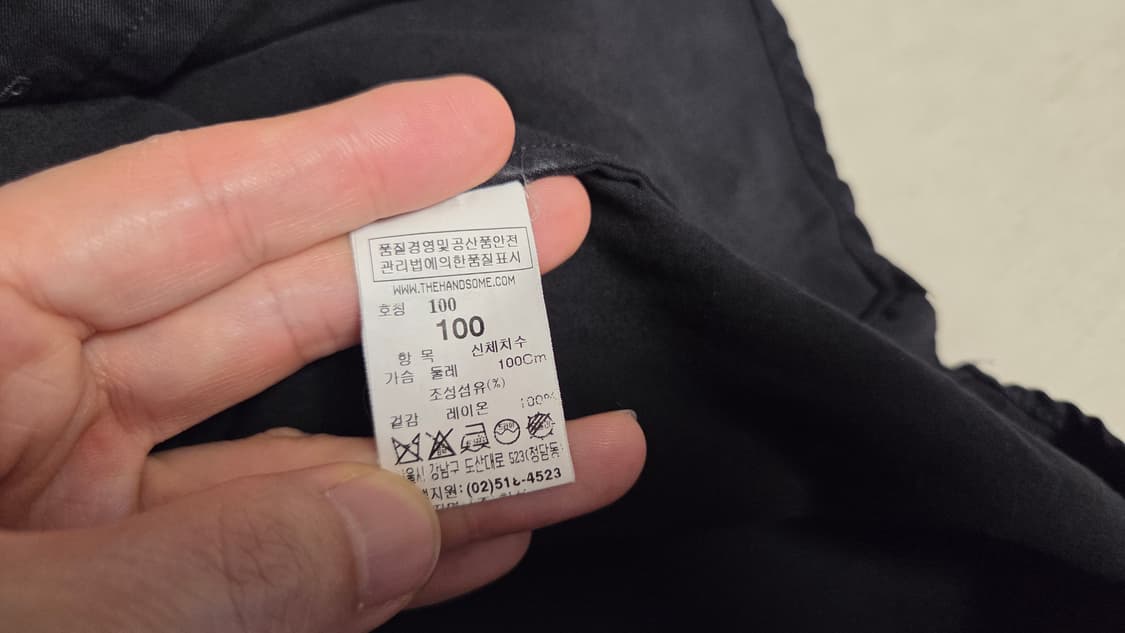 품질경영및공산품안전
관리법에의한품질표시
WWW.THEHANDSOME.COM
호칭 100
100
항 목 신체치수
가슴 둘레 100Cm
조성섬유(%)
겉감 레이온 100%
강남구 도산대로 523(청담동